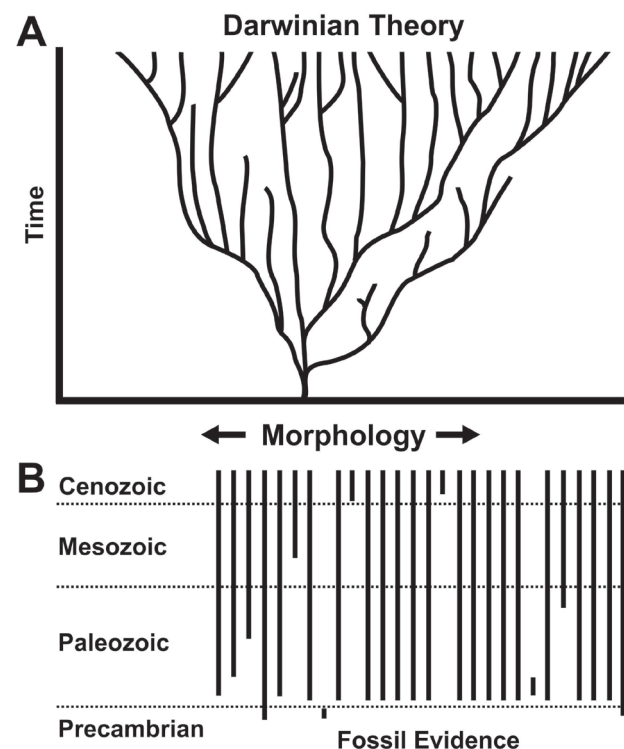 A
Darwinian Theory
Time
Morphology
B
Cenozoic
Mesozoic
Paleozoic
Precambrian
Fossil Evidence